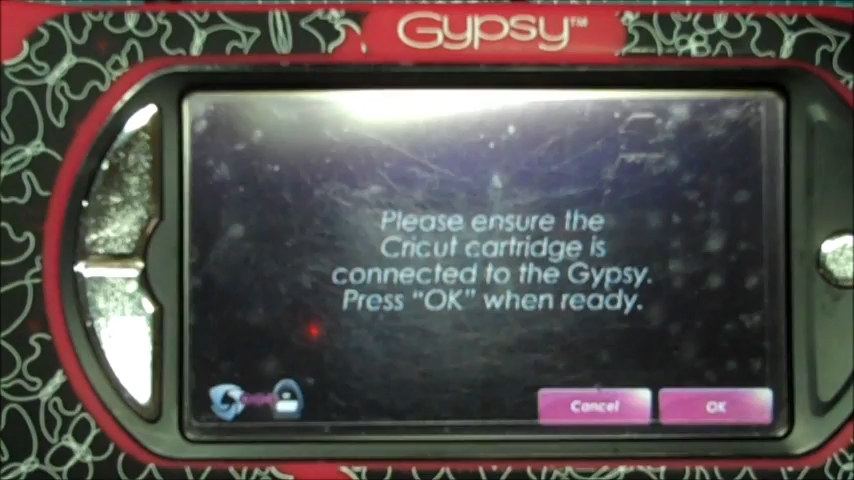 Gypsy™
Please ensure the
Cricut cartridge is
connected to the Gypsy.
Press “OK” when ready.
Cancel
OK